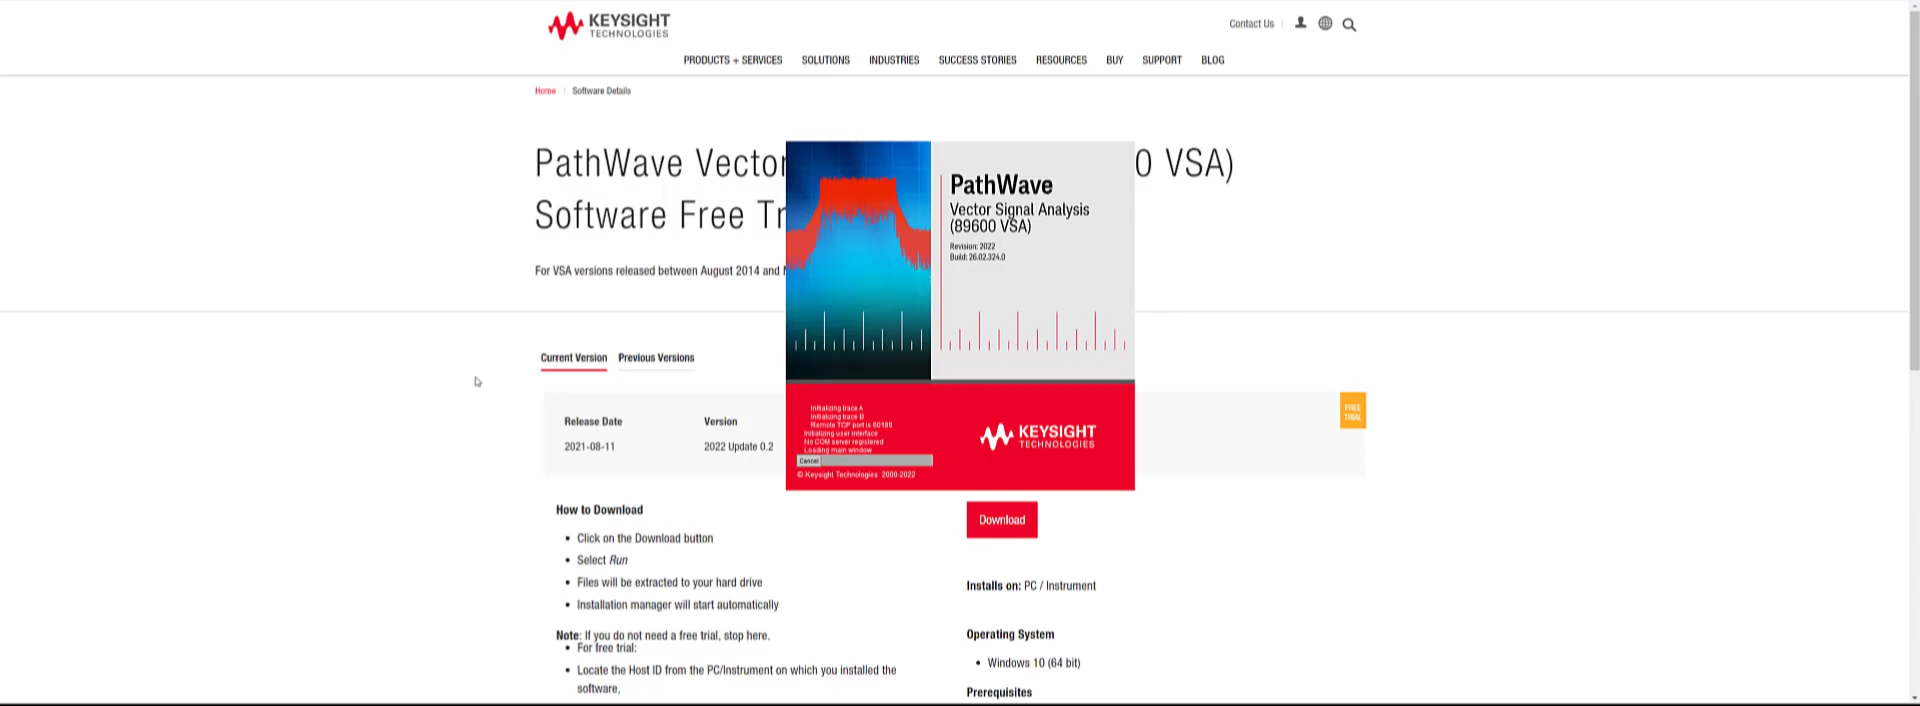 KEYSIGHT
TECHNOLOGIES
Contact Us
PRODUCTS + SERVICES SOLUTIONS INDUSTRIES SUCCESS STORIES RESOURCES BUY SUPPORT BLOG
Home Software Details
PathWave Vector 0 VSA)
Software Free Tr
For VSA versions released between August 2014 and
PathWave
Vector Signal Analysis
(89600 VSA)
Revision: 2022
Build: 26.02.324.0
Initializing trace A
Initializing trace B
Remote TCP port is 60189
Initializing user interface
No COM server registered
Loading main window
Cancel
© Keysight Technologies 2000-2022
KEYSIGHT
TECHNOLOGIES
Current Version Previous Versions
Release Date Version
2021-08-11 2022 Update 0.2
FREE
TRIAL
How to Download
• Click on the Download button
• Select Run
• Files will be extracted to your hard drive
• Installation manager will start automatically
Note: If you do not need a free trial, stop here.
• For free trial:
• Locate the Host ID from the PC/Instrument on which you installed the
software,
Download
Installs on: PC / Instrument
Operating System
• Windows 10 (64 bit)
Prerequisites